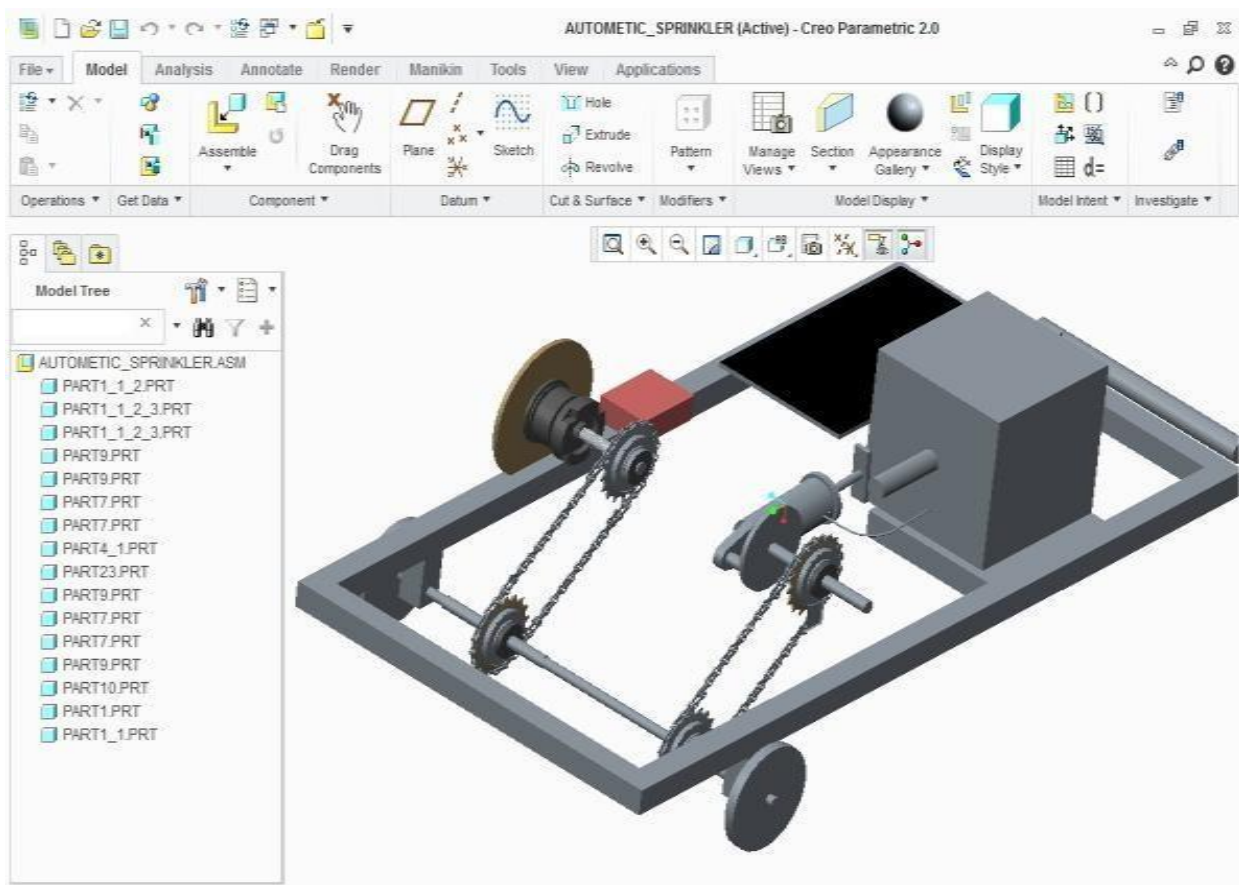 AUTOMETIC_SPRINKLER (Active) - Creo Parametric 2.0
File Model Analysis Annotate Render Manikin Tools View Applications
Assemble
Drag Components
Plane
Sketch
Hole
Extrude
Revolve
Pattern
Manage Views
Section
Appearance Gallery
Display Style
d=
Operations Get Data Component Datum Cut & Surface Modifiers Model Display Model Intent Investigate
Model Tree
AUTOMETIC_SPRINKLER.ASM
PART1_1_2.PRT
PART1_1_2_3.PRT
PART1_1_2_3.PRT
PART9.PRT
PART9.PRT
PART7.PRT
PART7.PRT
PART4_1.PRT
PART23.PRT
PART9.PRT
PART7.PRT
PART7.PRT
PART9.PRT
PART10.PRT
PART1.PRT
PART1_1.PRT